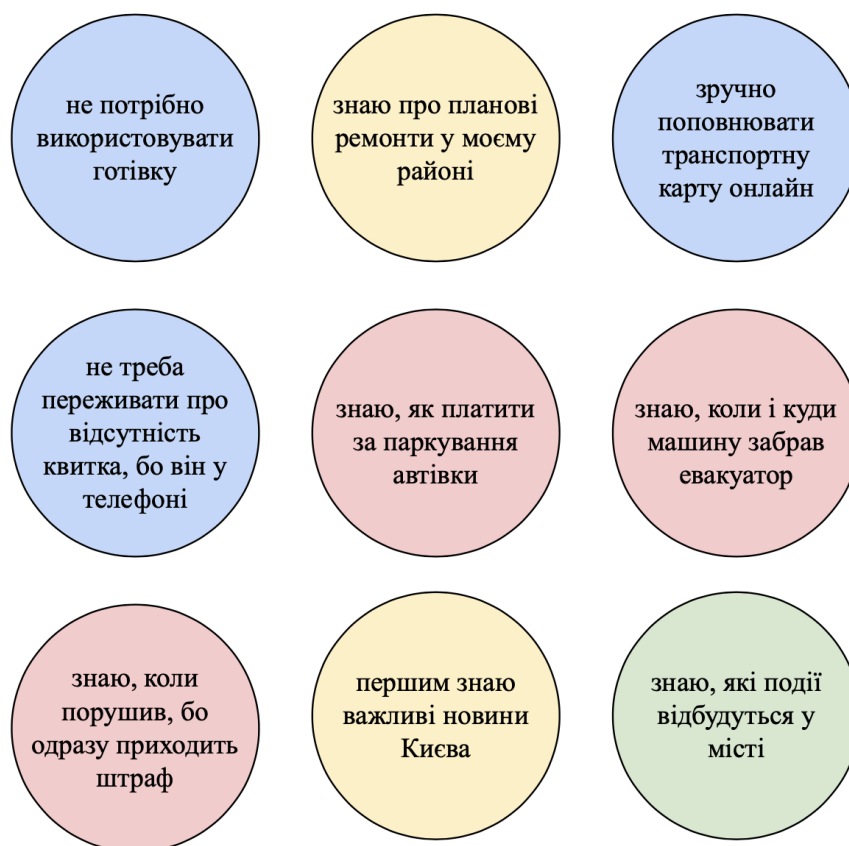 не потрібно
використовувати
готівку
знаю про планові
ремонти у моєму
районі
зручно
поповнювати
транспортну
карту онлайн
не треба
переживати про
відсутність
квитка, бо він у
телефоні
знаю, як платити
за паркування
автівки
знаю, коли і куди
машину забрав
евакуатор
знаю, коли
порушив, бо
одразу приходить
штраф
першим знаю
важливі новини
Києва
знаю, які події
відбудуться у
місті